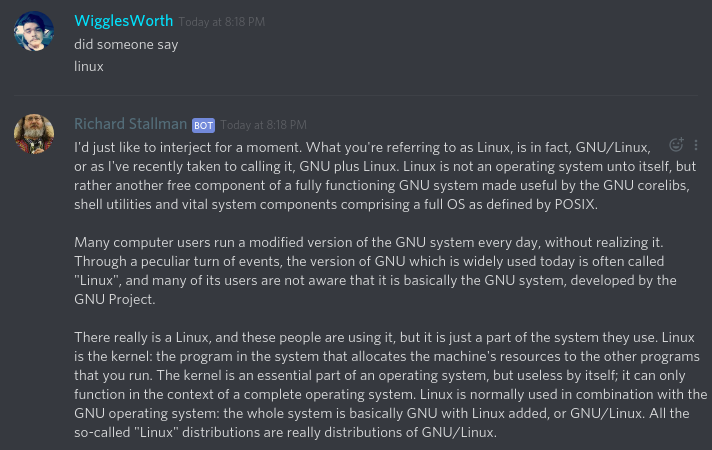 WigglesWorth Today at 8:18 PM
did someone say
linux
Richard Stallman BOT Today at 8:18 PM
I'd just like to interject for a moment. What you're referring to as Linux, is in fact, GNU/Linux,
or as I've recently taken to calling it, GNU plus Linux. Linux is not an operating system unto itself, but
rather another free component of a fully functioning GNU system made useful by the GNU corelibs,
shell utilities and vital system components comprising a full OS as defined by POSIX.
Many computer users run a modified version of the GNU system every day, without realizing it.
Through a peculiar turn of events, the version of GNU which is widely used today is often called
"Linux", and many of its users are not aware that it is basically the GNU system, developed by the
GNU Project.
There really is a Linux, and these people are using it, but it is just a part of the system they use. Linux
is the kernel: the program in the system that allocates the machine's resources to the other programs
that you run. The kernel is an essential part of an operating system, but useless by itself; it can only
function in the context of a complete operating system. Linux is normally used in combination with the
GNU operating system: the whole system is basically GNU with Linux added, or GNU/Linux. All the
so-called "Linux" distributions are really distributions of GNU/Linux.